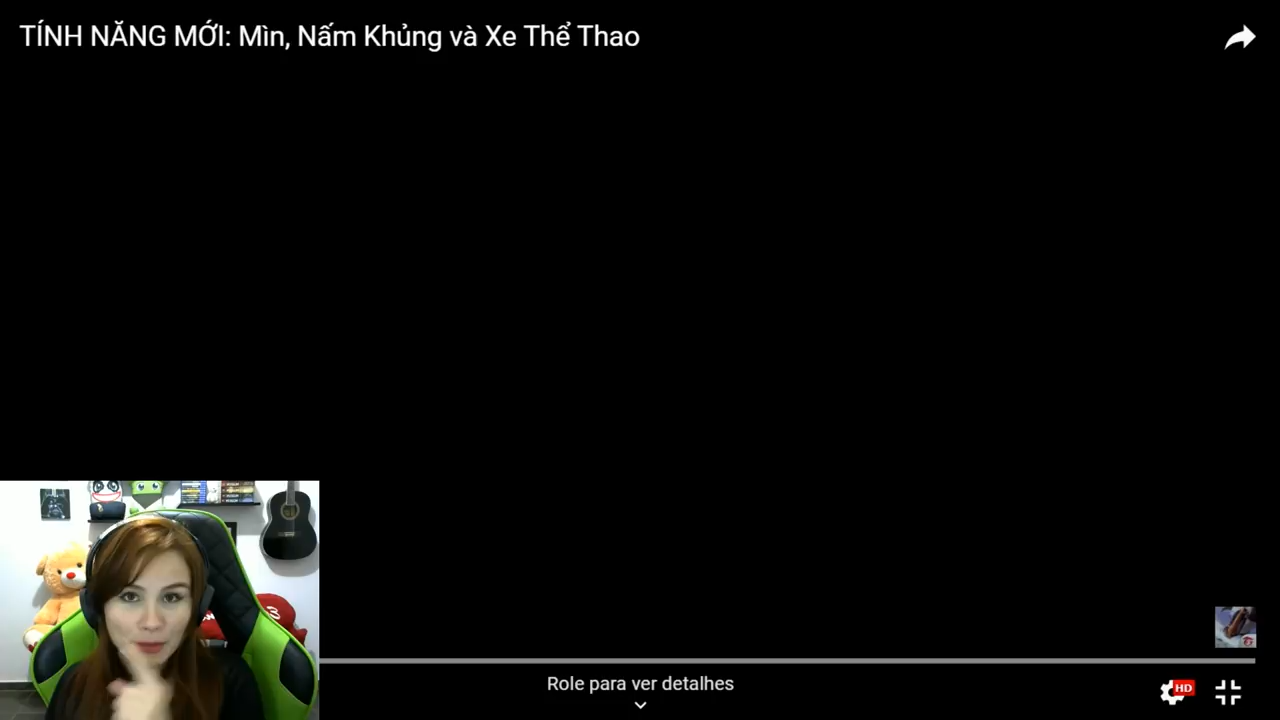 TÍNH NĂNG MỚI: Mìn, Nấm Khủng và Xe Thể Thao
Role para ver detalhes
HD